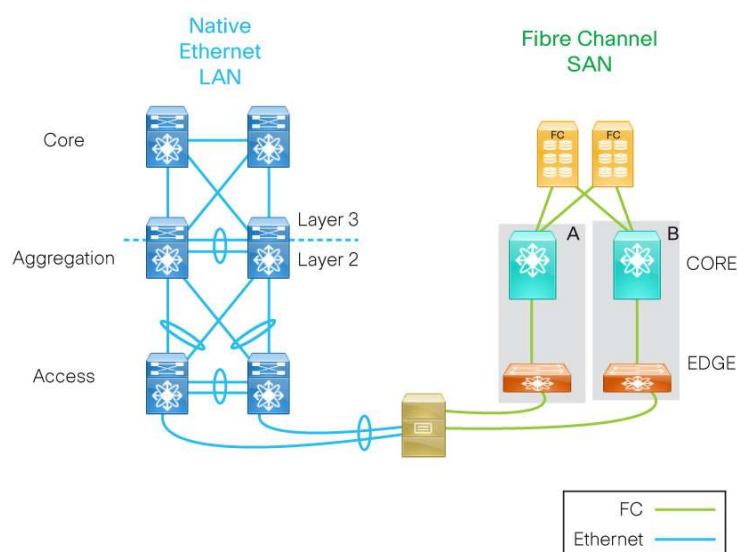 Native
Ethernet
LAN
Fibre Channel
SAN
Core
FC
FC
Layer 3
A
B
Aggregation
Layer 2
CORE
Access
EDGE
FC
Ethernet